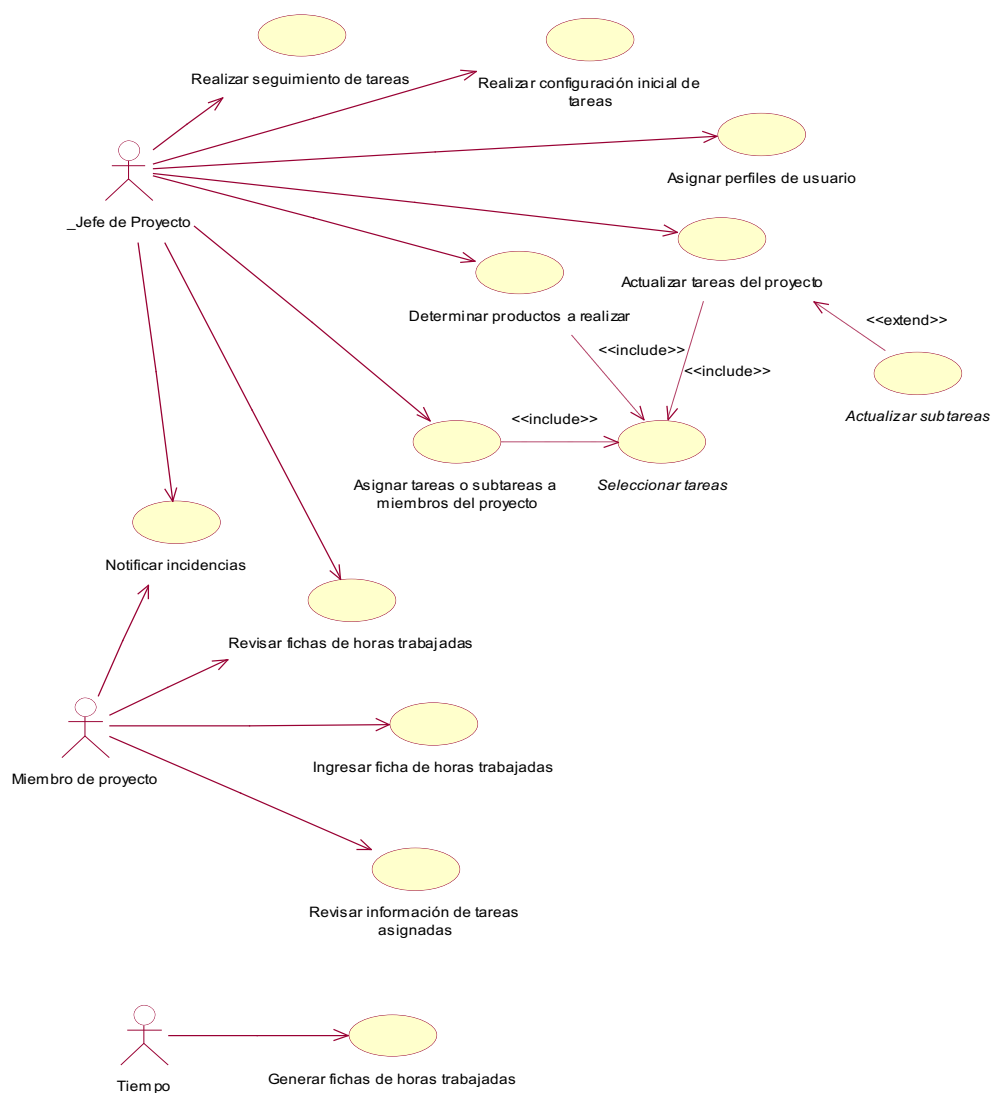 Realizar seguimiento de tareas
Realizar configuración inicial de
tareas
Asignar perfiles de usuario
_Jefe de Proyecto
Actualizar tareas del proyecto
Determinar productos a realizar
<<extend>>
<<include>>
<<include>>
Actualizar subtareas
<<include>>
Asignar tareas o subtareas a
miembros del proyecto
Seleccionar tareas
Notificar incidencias
Revisar fichas de horas trabajadas
Ingresar ficha de horas trabajadas
Miembro de proyecto
Revisar información de tareas
asignadas
Generar fichas de horas trabajadas
Tiempo